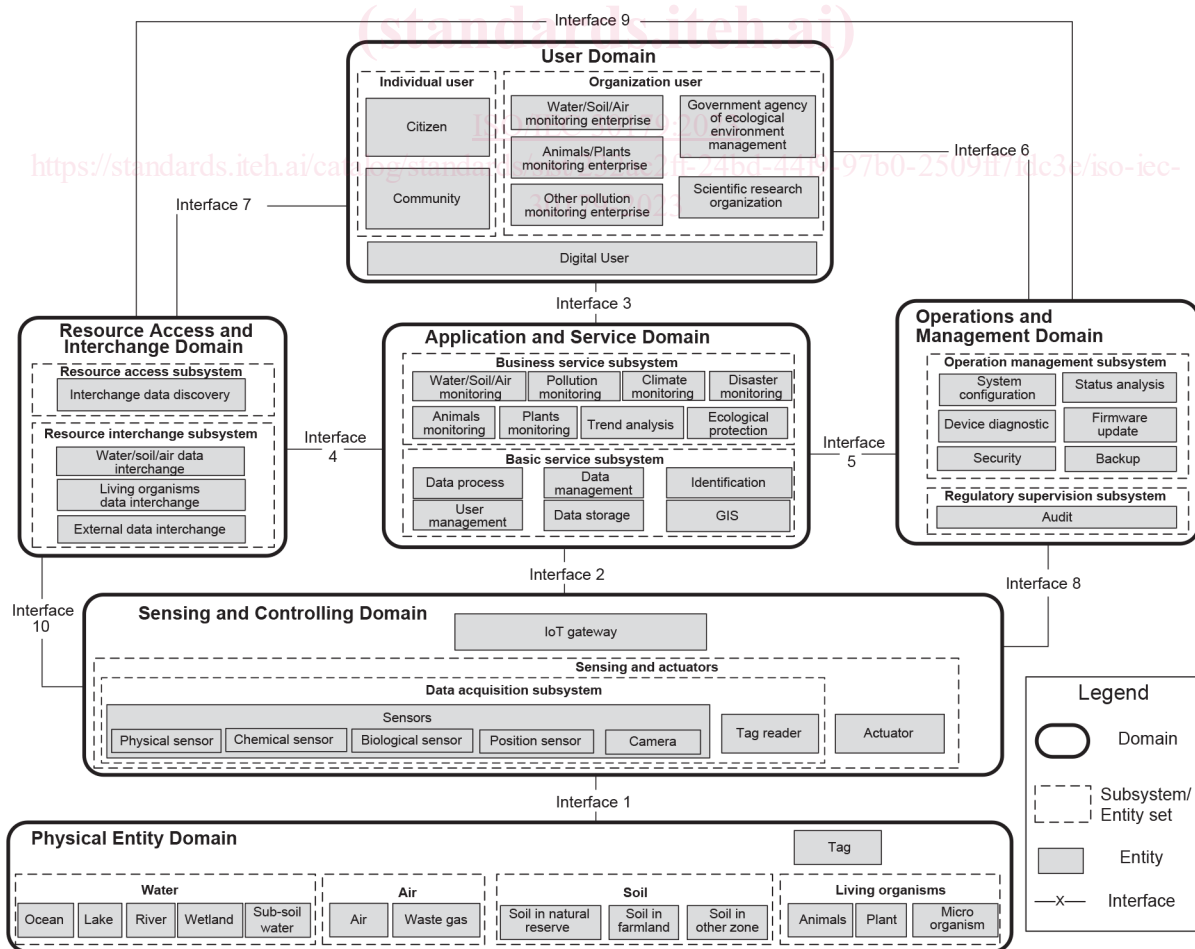 Interface 9
(standards.iteh.ai)
User Domain
Individual user
Organization user
Citizen
Community
Water/Soil/Air
monitoring enterprise
Animals/Plants
monitoring enterprise
Other pollution
monitoring enterprise
Government agency
of ecological
environment
management
Scientific research
organization
Digital User
Interface 6
Interface 7
Interface 3
Resource Access and
Interchange Domain
Resource access subsystem
Interchange data discovery
Resource interchange subsystem
Water/soil/air data
interchange
Living organisms
data interchange
External data interchange
Interface
4
Application and Service Domain
Business service subsystem
Water/Soil/Air
monitoring
Pollution
monitoring
Climate
monitoring
Disaster
monitoring
Animals
monitoring
Plants
monitoring
Trend analysis
Ecological
protection
Basic service subsystem
Data process
Data
management
Identification
User
management
Data storage
GIS
Interface
5
Operations and
Management Domain
Operation management subsystem
System
configuration
Status analysis
Device diagnostic
Firmware
update
Security
Backup
Regulatory supervision subsystem
Audit
Interface 2
Interface 8
Interface
10
Sensing and Controlling Domain
IoT gateway
Sensing and actuators
Data acquisition subsystem
Sensors
Physical sensor
Chemical sensor
Biological sensor
Position sensor
Camera
Tag reader
Actuator
Interface 1
Physical Entity Domain
Tag
Water
Ocean
Lake
River
Wetland
Sub-soil
water
Air
Air
Waste gas
Soil
Soil in natural
reserve
Soil in
farmland
Soil in
other zone
Living organisms
Animals
Plant
Micro
organism
Legend
Domain
Subsystem/
Entity set
Entity
X
Interface